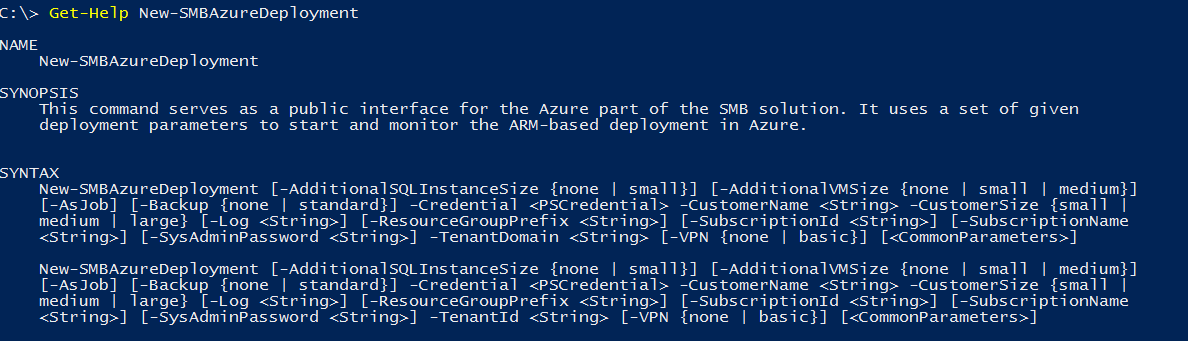 C:\> Get-Help New-SMBAzureDeployment
NAME
New-SMBAzureDeployment
SYNOPSIS
This command serves as a public interface for the Azure part of the SMB solution. It uses a set of given
deployment parameters to start and monitor the ARM-based deployment in Azure.
SYNTAX
New-SMBAzureDeployment [-AdditionalSQLInstanceSize {none | small}] [-AdditionalVMSize {none | small | medium}]
[-AsJob] [-Backup {none | standard}] -Credential <PSCredential> -CustomerName <String> -CustomerSize {small |
medium | large} [-Log <String>] [-ResourceGroupPrefix <String>] [-SubscriptionId <String>] [-SubscriptionName
<String>] [-SysAdminPassword <String>] -TenantDomain <String> [-VPN {none | basic}] [<CommonParameters>]
New-SMBAzureDeployment [-AdditionalSQLInstanceSize {none | small}] [-AdditionalVMSize {none | small | medium}]
[-AsJob] [-Backup {none | standard}] -Credential <PSCredential> -CustomerName <String> -CustomerSize {small |
medium | large} [-Log <String>] [-ResourceGroupPrefix <String>] [-SubscriptionId <String>] [-SubscriptionName
<String>] [-SysAdminPassword <String>] -TenantId <String> [-VPN {none | basic}] [<CommonParameters>]